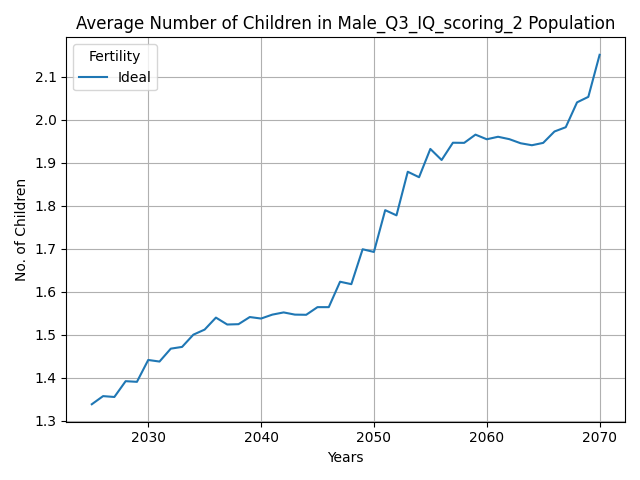 Average Number of Children in Male_Q3_IQ_scoring_2 Population
Fertility
Ideal
No. of Children
2.1
2.0
1.9
1.8
1.7
1.6
1.5
1.4
1.3
2030 2040 2050 2060 2070
Years